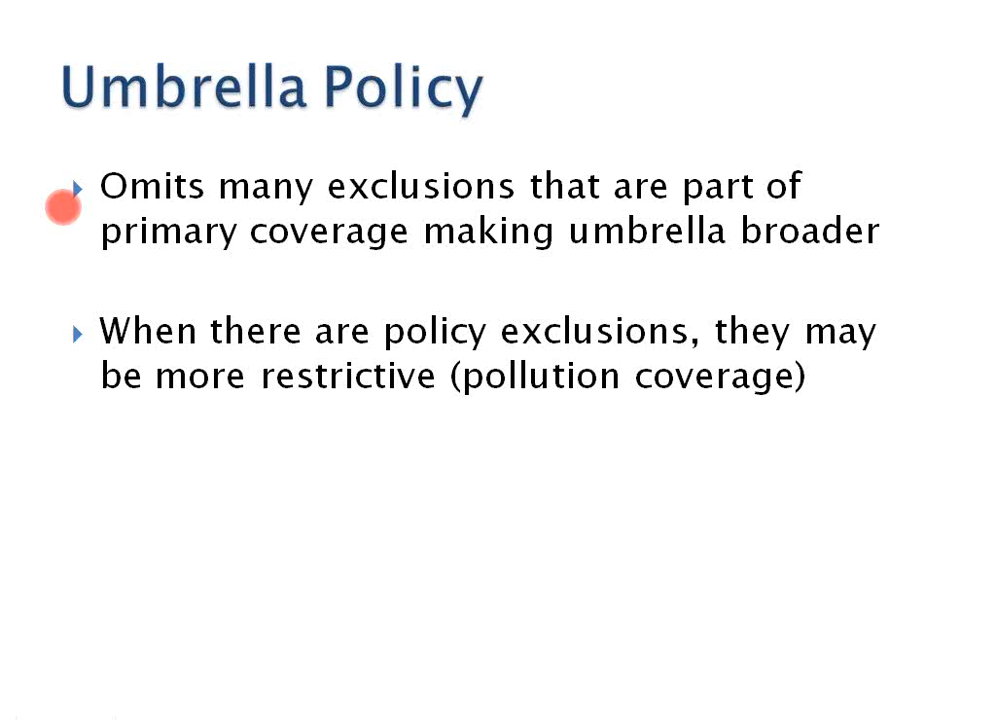 Umbrella Policy
Omits many exclusions that are part of
primary coverage making umbrella broader
When there are policy exclusions, they may
be more restrictive (pollution coverage)